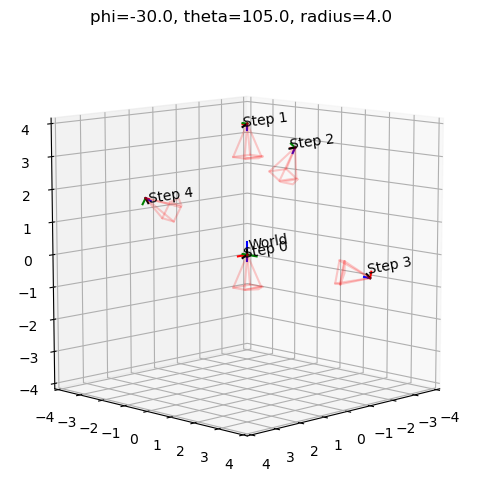 phi=-30.0, theta=105.0, radius=4.0
Step 1
Step 2
Step 4
World
Step 0
Step 3
4
3
2
1
0
−1
−2
−3
−4
−4 −3 −2 −1 0 1 2 3 4
4 3 2 1 0 −1 −2 −3 −4